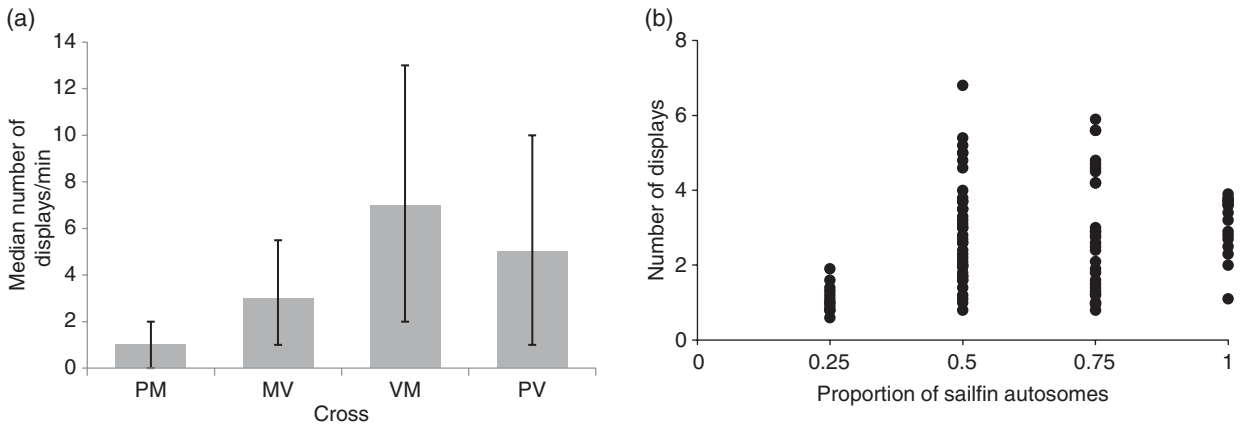 (a)
Median number of
displays/min
14
12
10
8
6
4
2
0
PM MV VM PV
Cross
(b)
Number of displays
8
6
4
2
0
0 0.25 0.5 0.75 1
Proportion of sailfin autosomes